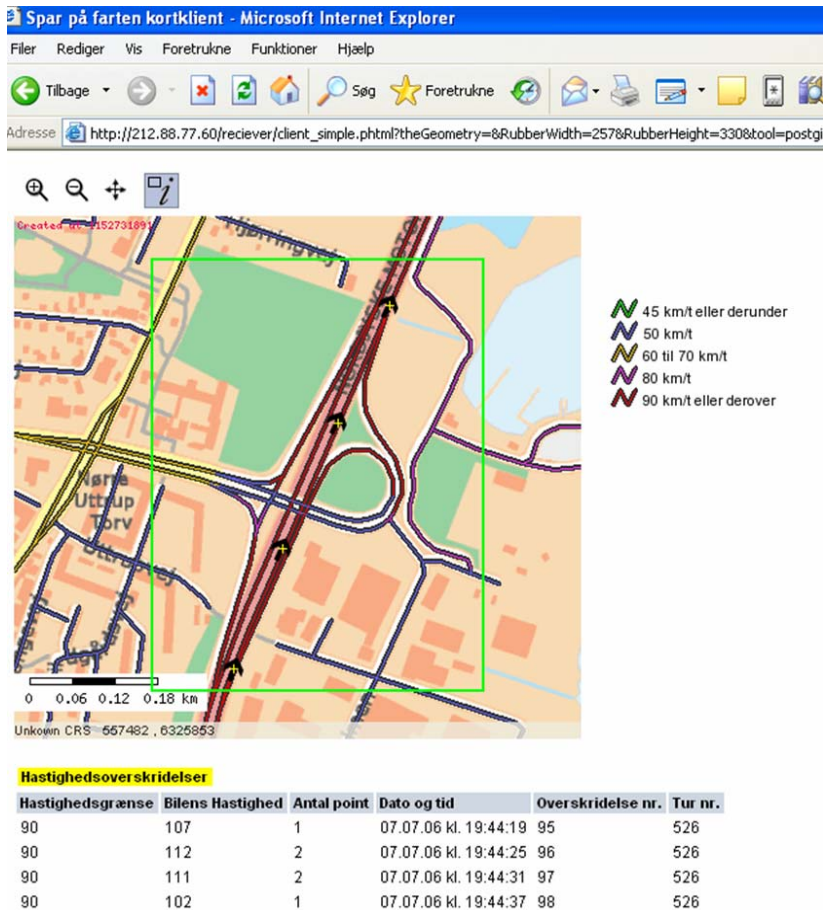 Spar på farten kortklient - Microsoft Internet Explorer
Filer Rediger Vis Foretrukne Funktioner Hjælp
Tilbage Søg Foretrukne
Adresse http://212.88.77.60/reciever/client_simple.phtml?theGeometry=&RubberWidth=257&RubberHeight=330&tool=postgi
Created at 1152731891
Hjørringvej
45 km/t eller derunder
50 km/t
60 til 70 km/t
80 km/t
90 km/t eller derover
Nørre
Uttrup
Torv
Uttrupvej
0 0.06 0.12 0.18 km
Unkown CRS 557482 , 6325853
Hastighedsoverskridelser
Hastighedsgrænse Bilens Hastighed Antal point Dato og tid Overskridelse nr. Tur nr.
90 107 1 07.07.06 kl. 19:44:19 95 526
90 112 2 07.07.06 kl. 19:44:25 96 526
90 111 2 07.07.06 kl. 19:44:31 97 526
90 102 1 07.07.06 kl. 19:44:37 98 526